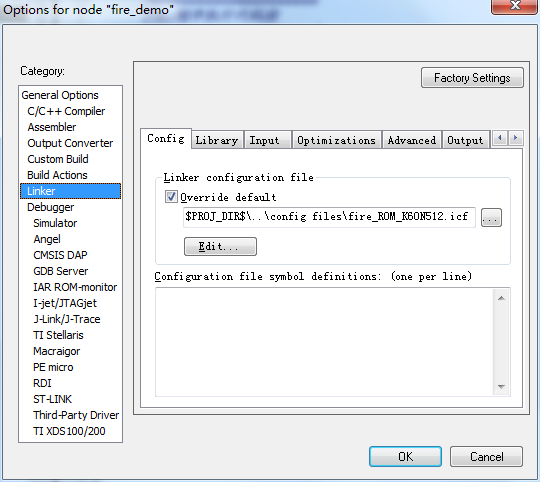 Options for node "fire_demo"
Category:
Factory Settings
General Options
C/C++ Compiler
Assembler
Output Converter
Custom Build
Build Actions
Linker
Debugger
Simulator
Angel
CMSIS DAP
GDB Server
IAR ROM-monitor
I-jet/JTAGjet
J-Link/J-Trace
TI Stellaris
Macraigor
PE micro
RDI
ST-LINK
Third-Party Driver
TI XDS100/200
Config Library Input Optimizations Advanced Output
Linker configuration file
Override default
$PROJ_DIR$\..\config files\fire_ROM_K60N512.icf ...
Edit...
Configuration file symbol definitions: (one per line)
OK Cancel